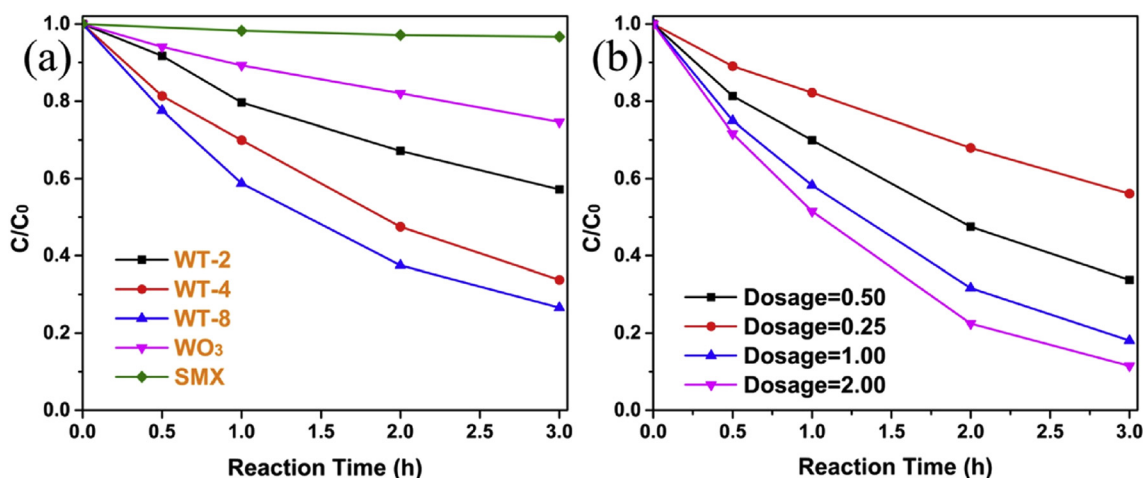 (a)
C/C0
1.0
0.8
0.6
0.4
0.2
0.0
WT-2
WT-4
WT-8
WO3
SMX
0.0 0.5 1.0 1.5 2.0 2.5 3.0
Reaction Time (h)
(b)
C/C0
1.0
0.8
0.6
0.4
0.2
0.0
Dosage=0.50
Dosage=0.25
Dosage=1.00
Dosage=2.00
0.0 0.5 1.0 1.5 2.0 2.5 3.0
Reaction Time (h)